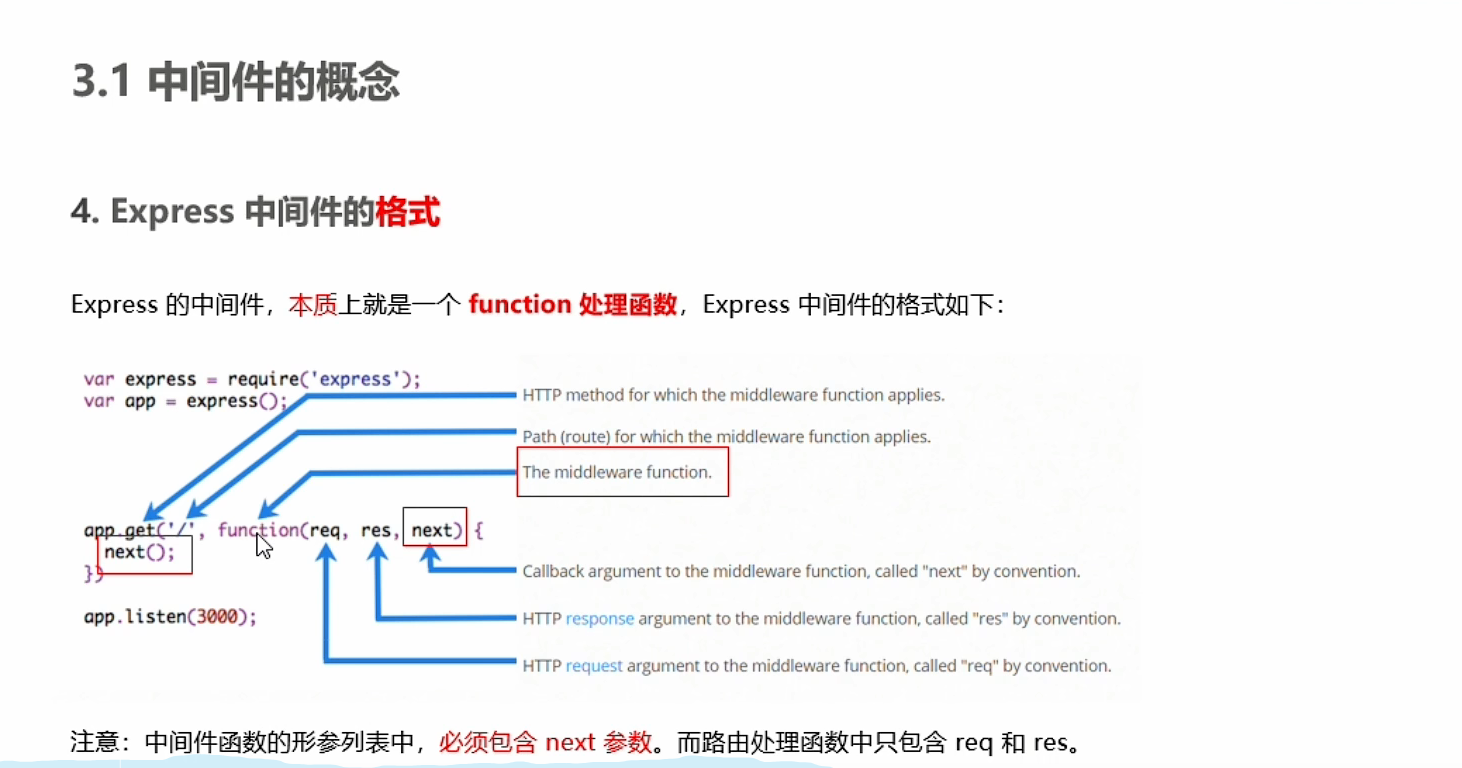 3.1 中间件的概念
4. Express 中间件的格式
Express 的中间件，本质上就是一个 function 处理函数，Express 中间件的格式如下：
var express = require('express');
var app = express();
HTTP method for which the middleware function applies.
Path (route) for which the middleware function applies.
The middleware function.
app.get('/', function(req, res, next) {
next();
})
app.listen(3000);
Callback argument to the middleware function, called "next" by convention.
HTTP response argument to the middleware function, called "res" by convention.
HTTP request argument to the middleware function, called "req" by convention.
注意：中间件函数的形参列表中，必须包含 next 参数。而路由处理函数中只包含 req 和 res。